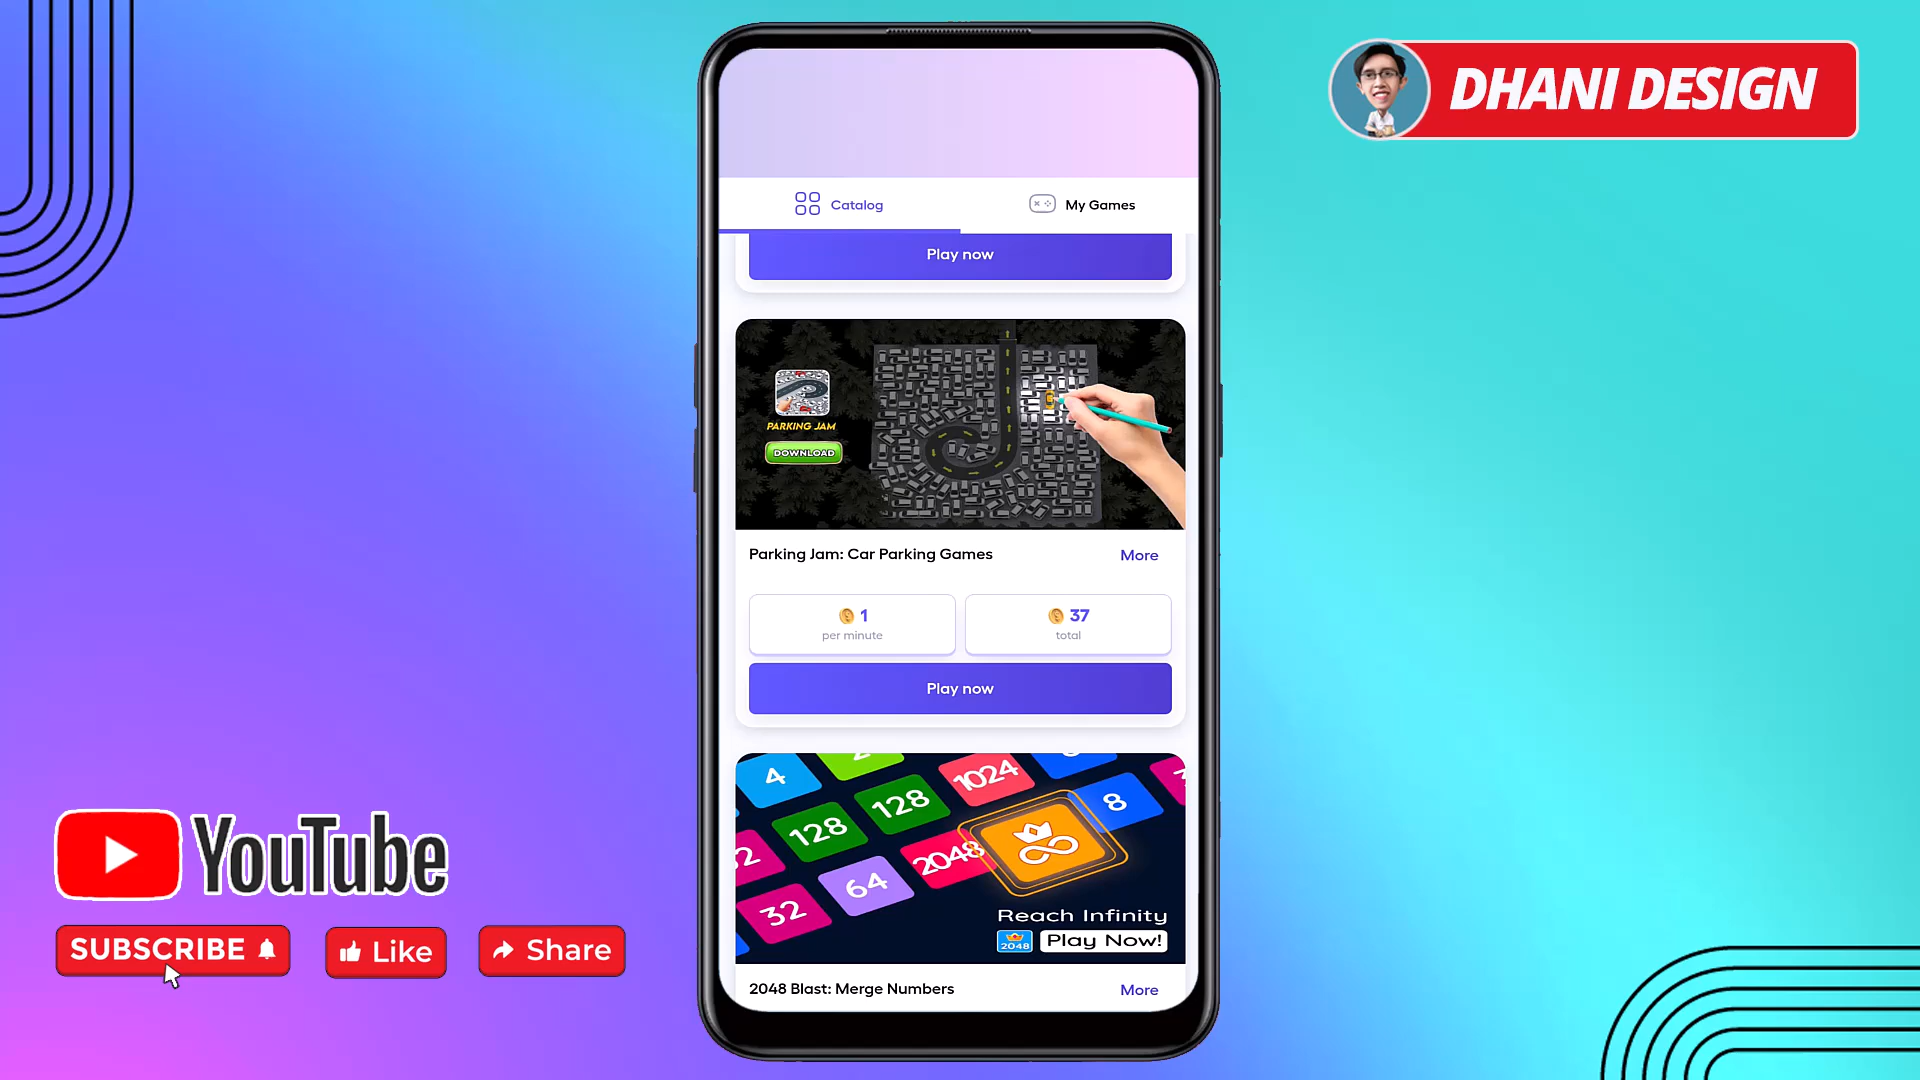 DHANI DESIGN
Catalog
My Games
Play now
PARKING JAM
DOWNLOAD
Parking Jam: Car Parking Games
More
1
per minute
37
total
Play now
4
1024
128
128
8
2048
64
32
Reach Infinity
2048
Play Now!
2048 Blast: Merge Numbers
More
YouTube
SUBSCRIBE
Like
Share